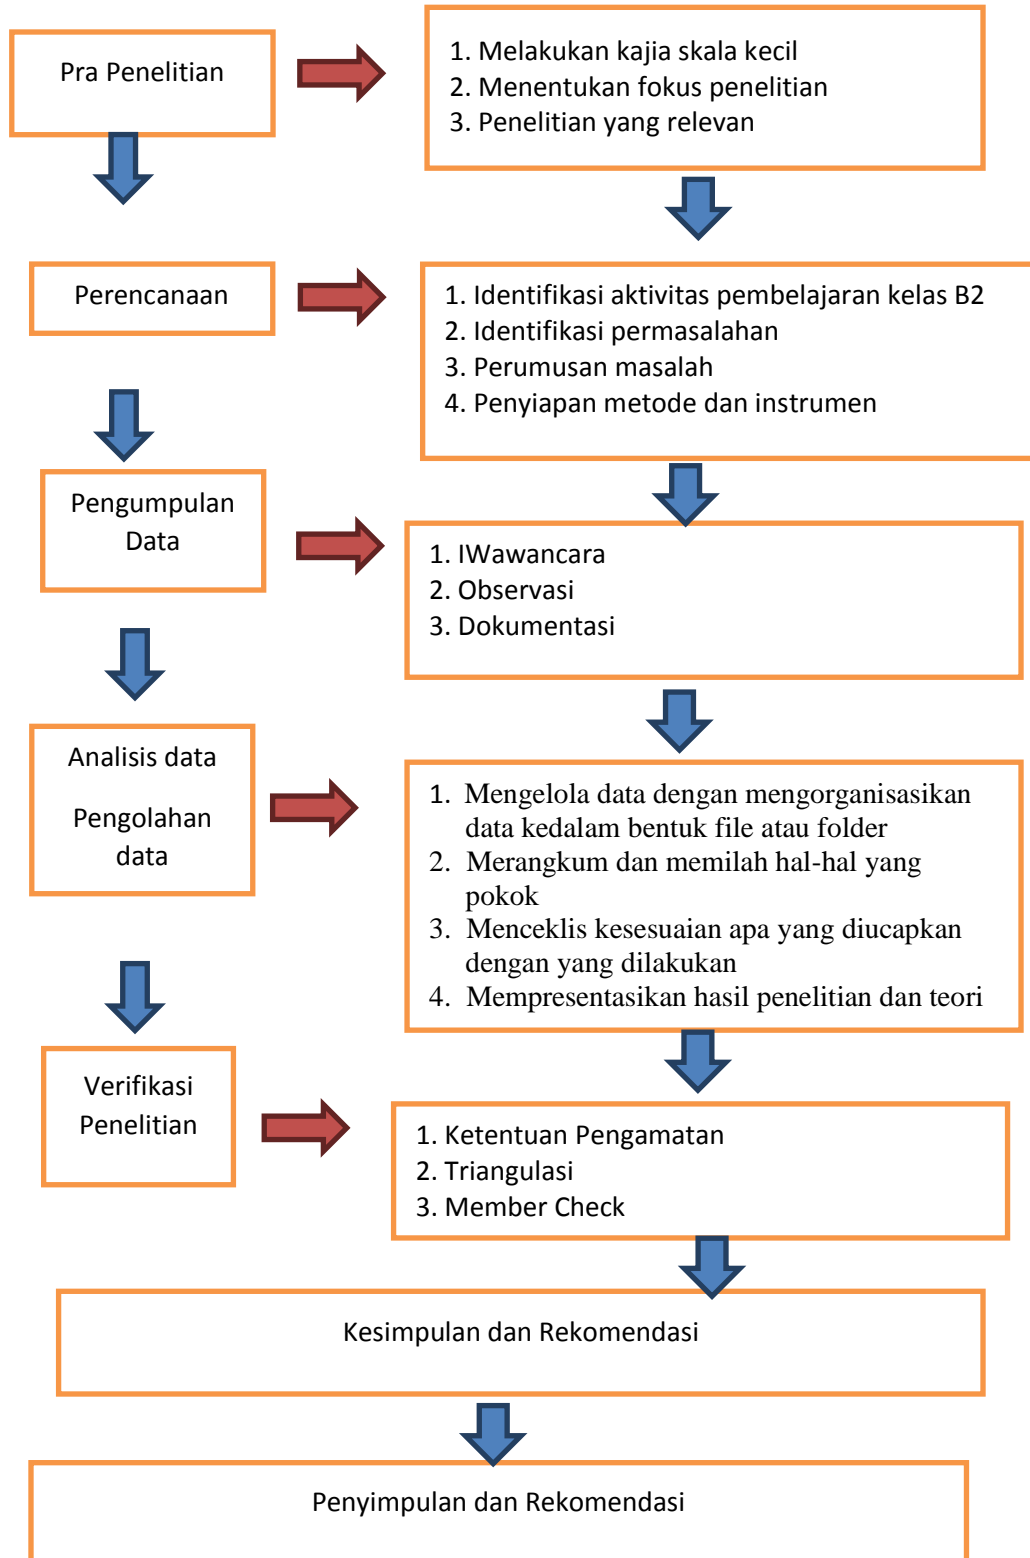 Pra Penelitian
1. Melakukan kajia skala kecil
2. Menentukan fokus penelitian
3. Penelitian yang relevan
Perencanaan
1. Identifikasi aktivitas pembelajaran kelas B2
2. Identifikasi permasalahan
3. Perumusan masalah
4. Penyiapan metode dan instrumen
Pengumpulan
Data
1. IWawancara
2. Observasi
3. Dokumentasi
Analisis data
Pengolahan
data
1. Mengelola data dengan mengorganisasikan
data kedalam bentuk file atau folder
2. Merangkum dan memilah hal-hal yang
pokok
3. Menceklis kesesuaian apa yang diucapkan
dengan yang dilakukan
4. Mempresentasikan hasil penelitian dan teori
Verifikasi
Penelitian
1. Ketentuan Pengamatan
2. Triangulasi
3. Member Check
Kesimpulan dan Rekomendasi
Penyimpulan dan Rekomendasi